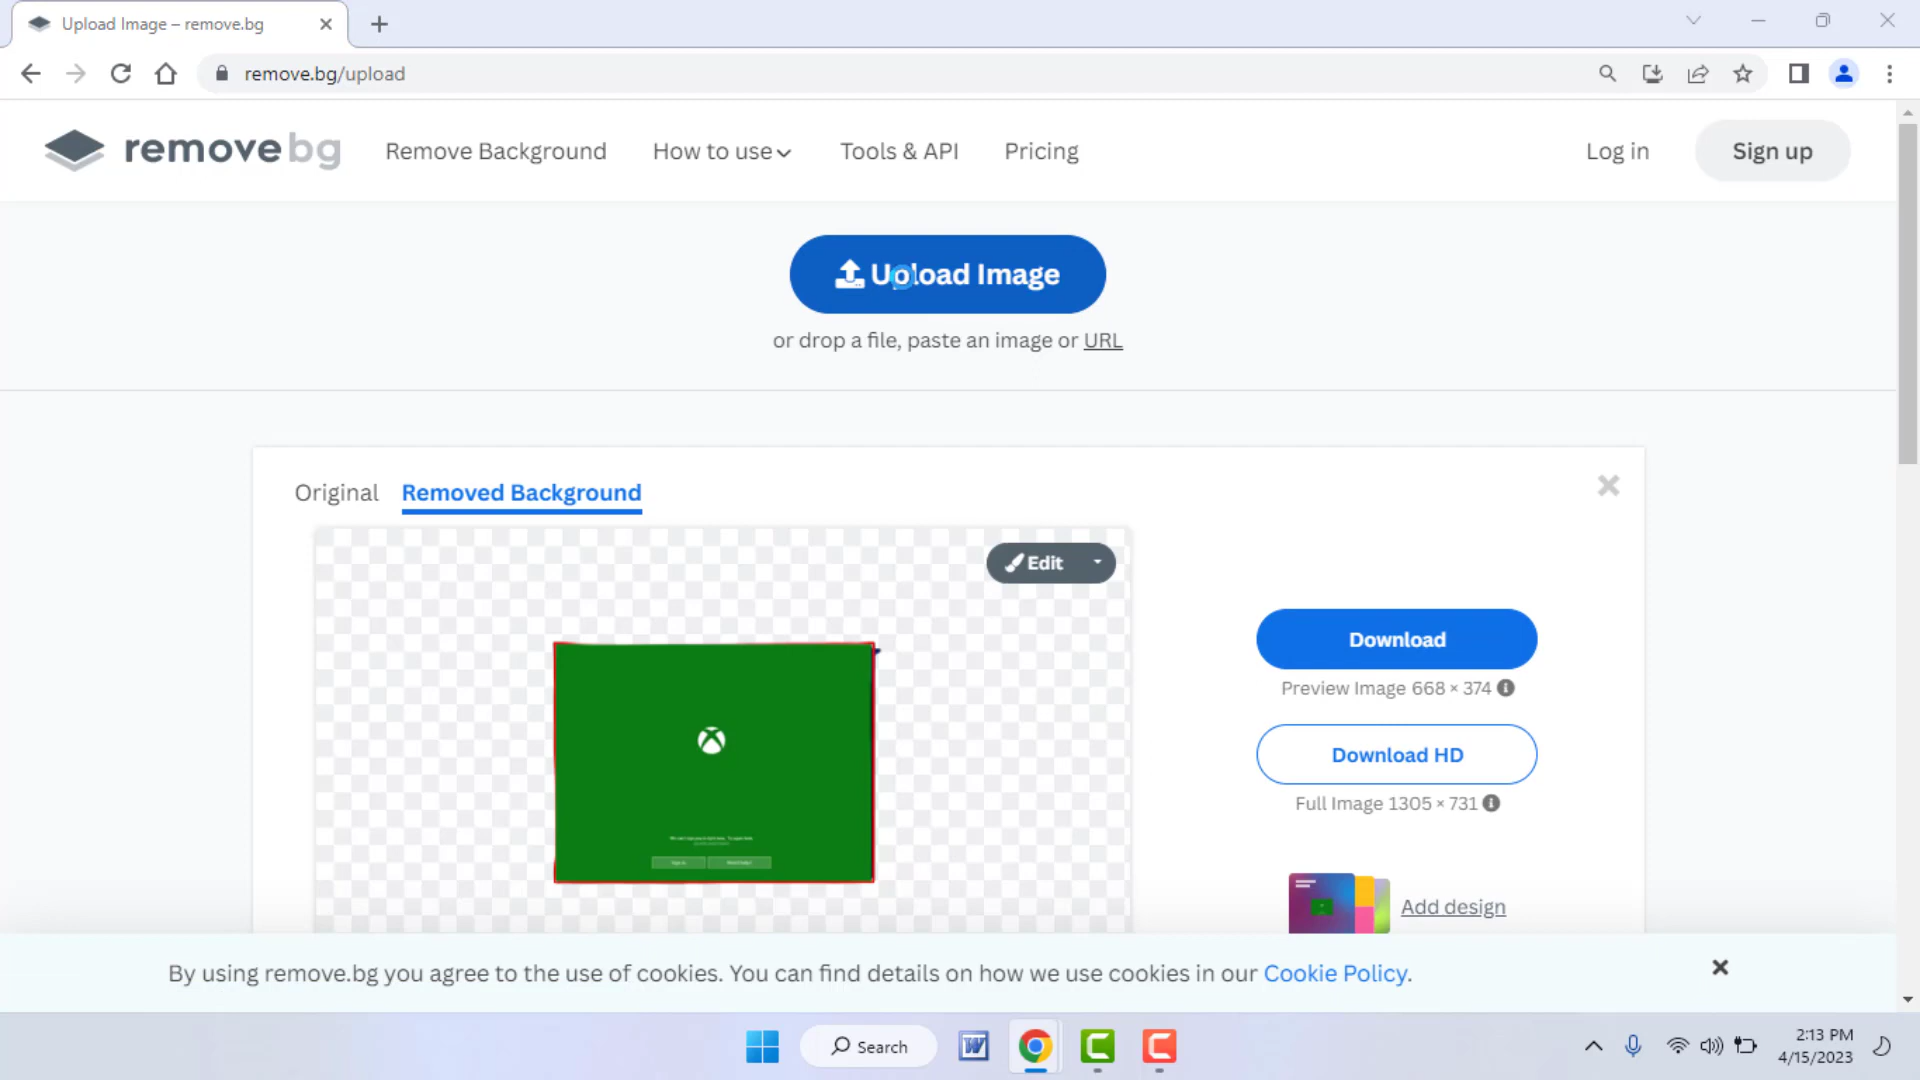 Upload Image – remove.bg
remove.bg/upload
removebg Remove Background How to use Tools & API Pricing Log in Sign up
Upload Image
or drop a file, paste an image or URL
Original Removed Background
Edit
Download
Preview Image 668 × 374
Download HD
Full Image 1305 × 731
Add design
By using remove.bg you agree to the use of cookies. You can find details on how we use cookies in our Cookie Policy.
Search
2:13 PM
4/15/2023